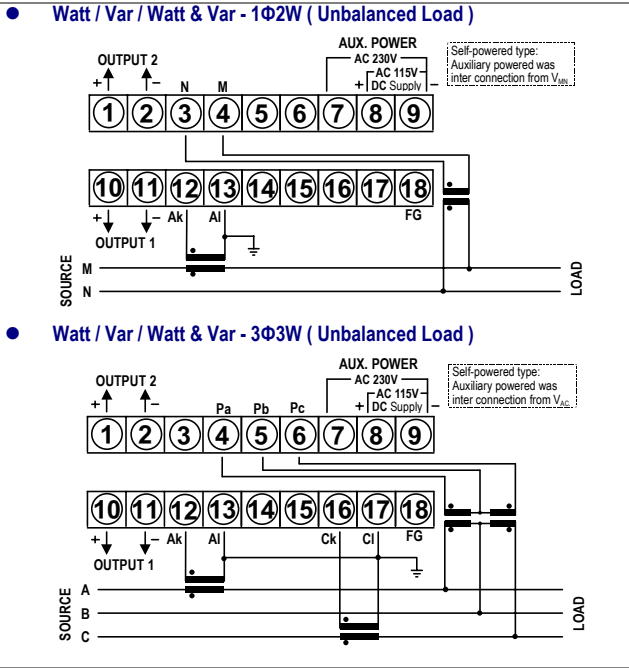 ● Watt / Var / Watt & Var - 1Φ2W ( Unbalanced Load )
AUX. POWER
OUTPUT 2
AC 230V
Self-powered type:
AC 115V
Auxiliary powered was
+ − N M + DC Supply −
inter connection from VMN
1 2 3 4 5 6 7 8 9
10 11 12 13 14 15 16 17 18
+ − Ak Al FG
OUTPUT 1
SOURCE
M
N
LOAD
● Watt / Var / Watt & Var - 3Φ3W ( Unbalanced Load )
AUX. POWER
OUTPUT 2
AC 230V
Self-powered type:
AC 115V
Auxiliary powered was
+ − Pa Pb Pc + DC Supply −
inter connection from VAC.
1 2 3 4 5 6 7 8 9
10 11 12 13 14 15 16 17 18
+ − Ak Al Ck Cl FG
OUTPUT 1
SOURCE
A
B
C
LOAD